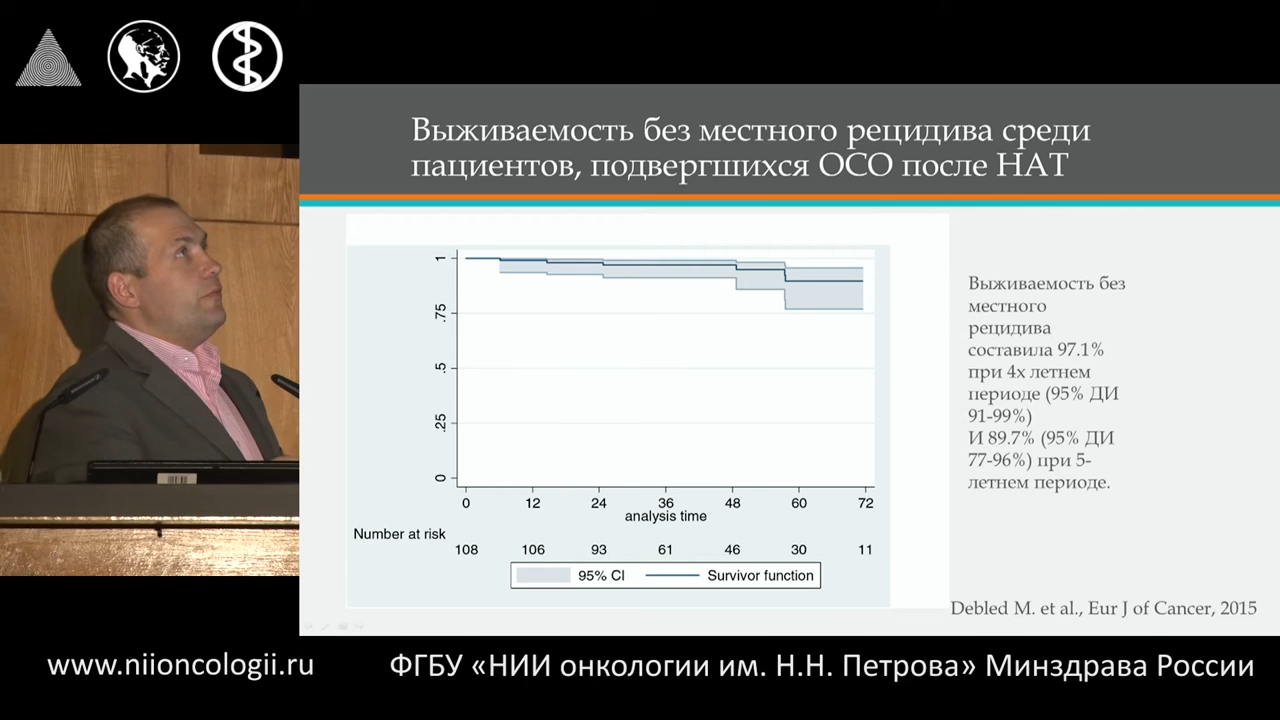 Выживаемость без местного рецидива среди
пациентов, подвергшихся ОСО после НАТ
1
.75
.5
.25
0
0 12 24 36 48 60 72
analysis time
Number at risk
108 106 93 61 46 30 11
95% CI Survivor function
Выживаемость без
местного
рецидива
составила 97.1%
при 4х летнем
периоде (95% ДИ
91-99%)
И 89.7% (95% ДИ
77-96%) при 5-
летнем периоде.
Debled M. et al., Eur J of Cancer, 2015
www.niioncologii.ru ФГБУ «НИИ онкологии им. Н.Н. Петрова» Минздрава России